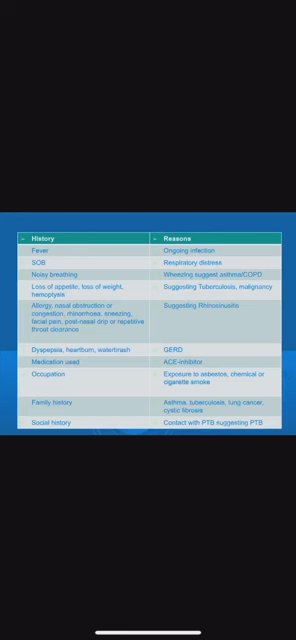 – History – Reasons
Fever – Ongoing infection
SOB – Respiratory distress
Noisy breathing – Wheezing suggest asthma/COPD
Loss of appetite, loss of weight, – Suggesting Tuberculosis, malignancy
hemoptysis
Allergy, nasal obstruction or – Suggesting Rhinosinusitis
congestion, rhinorrhoea, sneezing,
facial pain, post-nasal drip or repetitive
throat clearance
Dyspepsia, heartburn, waterbrash – GERD
Medication used – ACE-inhibitor
Occupation – Exposure to asbestos, chemical or
cigarette smoke
Family history – Asthma, tuberculosis, lung cancer,
cystic fibrosis
Social history – Contact with PTB suggesting PTB